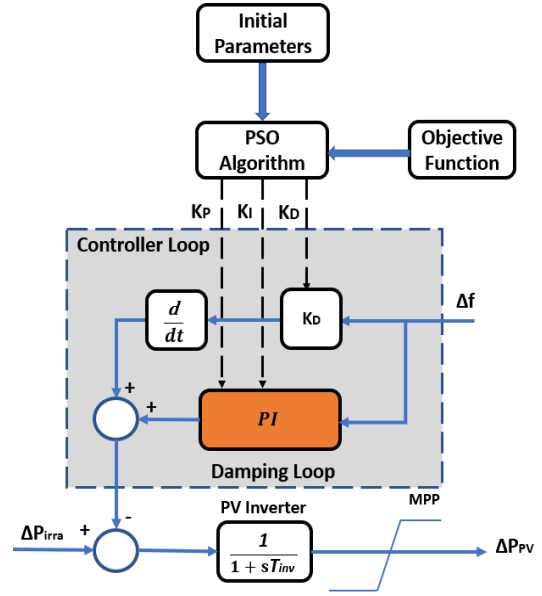 Initial
Parameters
PSO
Algorithm
Objective
Function
KP
KI
KD
Controller Loop
Δf
d
dt
KD
+
+
PI
Damping Loop
MPP
PV Inverter
-
ΔPirra
+
1
1 + sTinv
ΔPPV